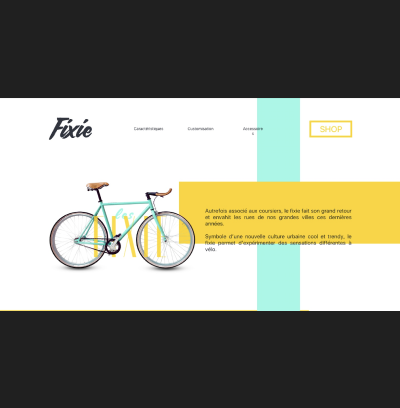 Fixie
Caractéristiques
Customisation
Accessoire
s
SHOP
Autrefois associé aux coursiers, le fixie fait son grand retour
et envahit les rues de nos grandes villes ces dernières
années.
Symbole d'une nouvelle culture urbaine cool et trendy, le
fixie permet d'expérimenter des sensations différentes à
vélo.